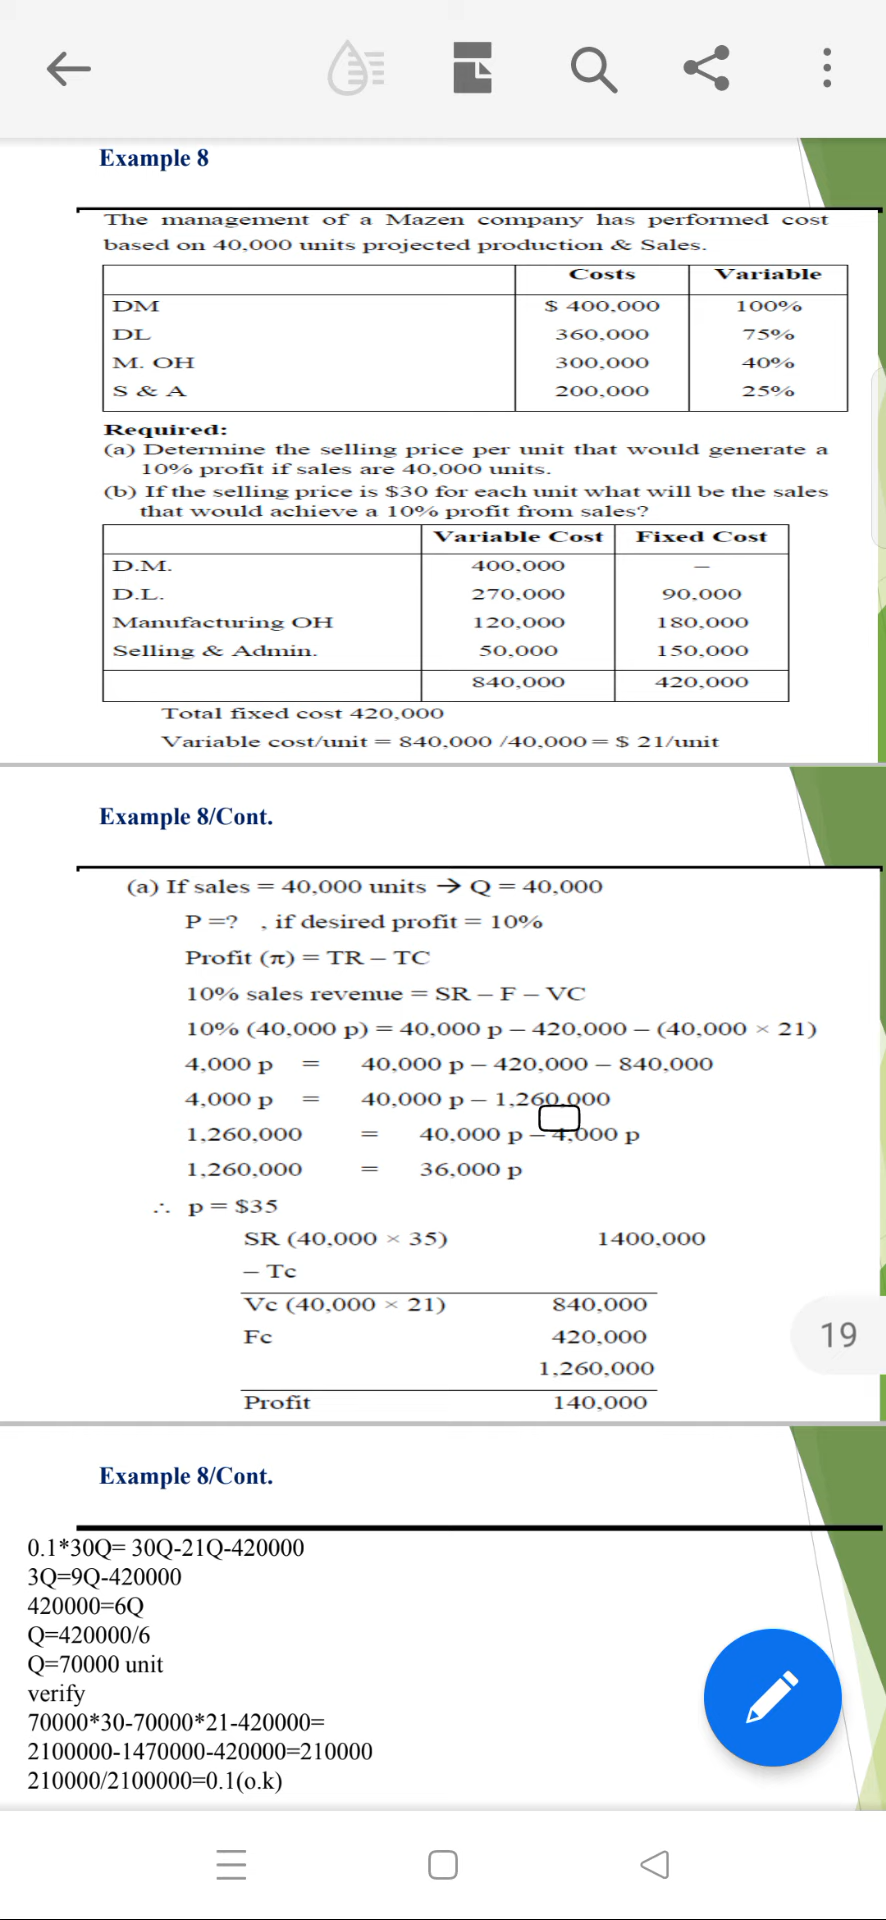 Example 8
The management of a Mazen company has performed cost
based on 40,000 units projected production & Sales.
Costs Variable
DM $ 400,000 100%
DL 360,000 75%
M. OH 300,000 40%
S & A 200,000 25%
Required:
(a) Determine the selling price per unit that would generate a
10% profit if sales are 40,000 units.
(b) If the selling price is $30 for each unit what will be the sales
that would achieve a 10% profit from sales?
Variable Cost Fixed Cost
D.M. 400,000 –
D.L. 270,000 90,000
Manufacturing OH 120,000 180,000
Selling & Admin. 50,000 150,000
840,000 420,000
Total fixed cost 420,000
Variable cost/unit = 840,000 /40,000 = $ 21/unit
Example 8/Cont.
(a) If sales = 40,000 units → Q = 40,000
P =? , if desired profit = 10%
Profit (π) = TR – TC
10% sales revenue = SR – F – VC
10% (40,000 p) = 40,000 p – 420,000 – (40,000 × 21)
4,000 p = 40,000 p – 420,000 – 840,000
4,000 p = 40,000 p – 1,260,000
1,260,000 = 40,000 p – 4,000 p
1,260,000 = 36,000 p
∴ p = $35
SR (40,000 × 35) 1400,000
– Tc
Vc (40,000 × 21) 840,000
Fc 420,000
19
1,260,000
Profit 140,000
Example 8/Cont.
0.1*30Q= 30Q-21Q-420000
3Q=9Q-420000
420000=6Q
Q=420000/6
Q=70000 unit
verify
70000*30-70000*21-420000=
2100000-1470000-420000=210000
210000/2100000=0.1(o.k)